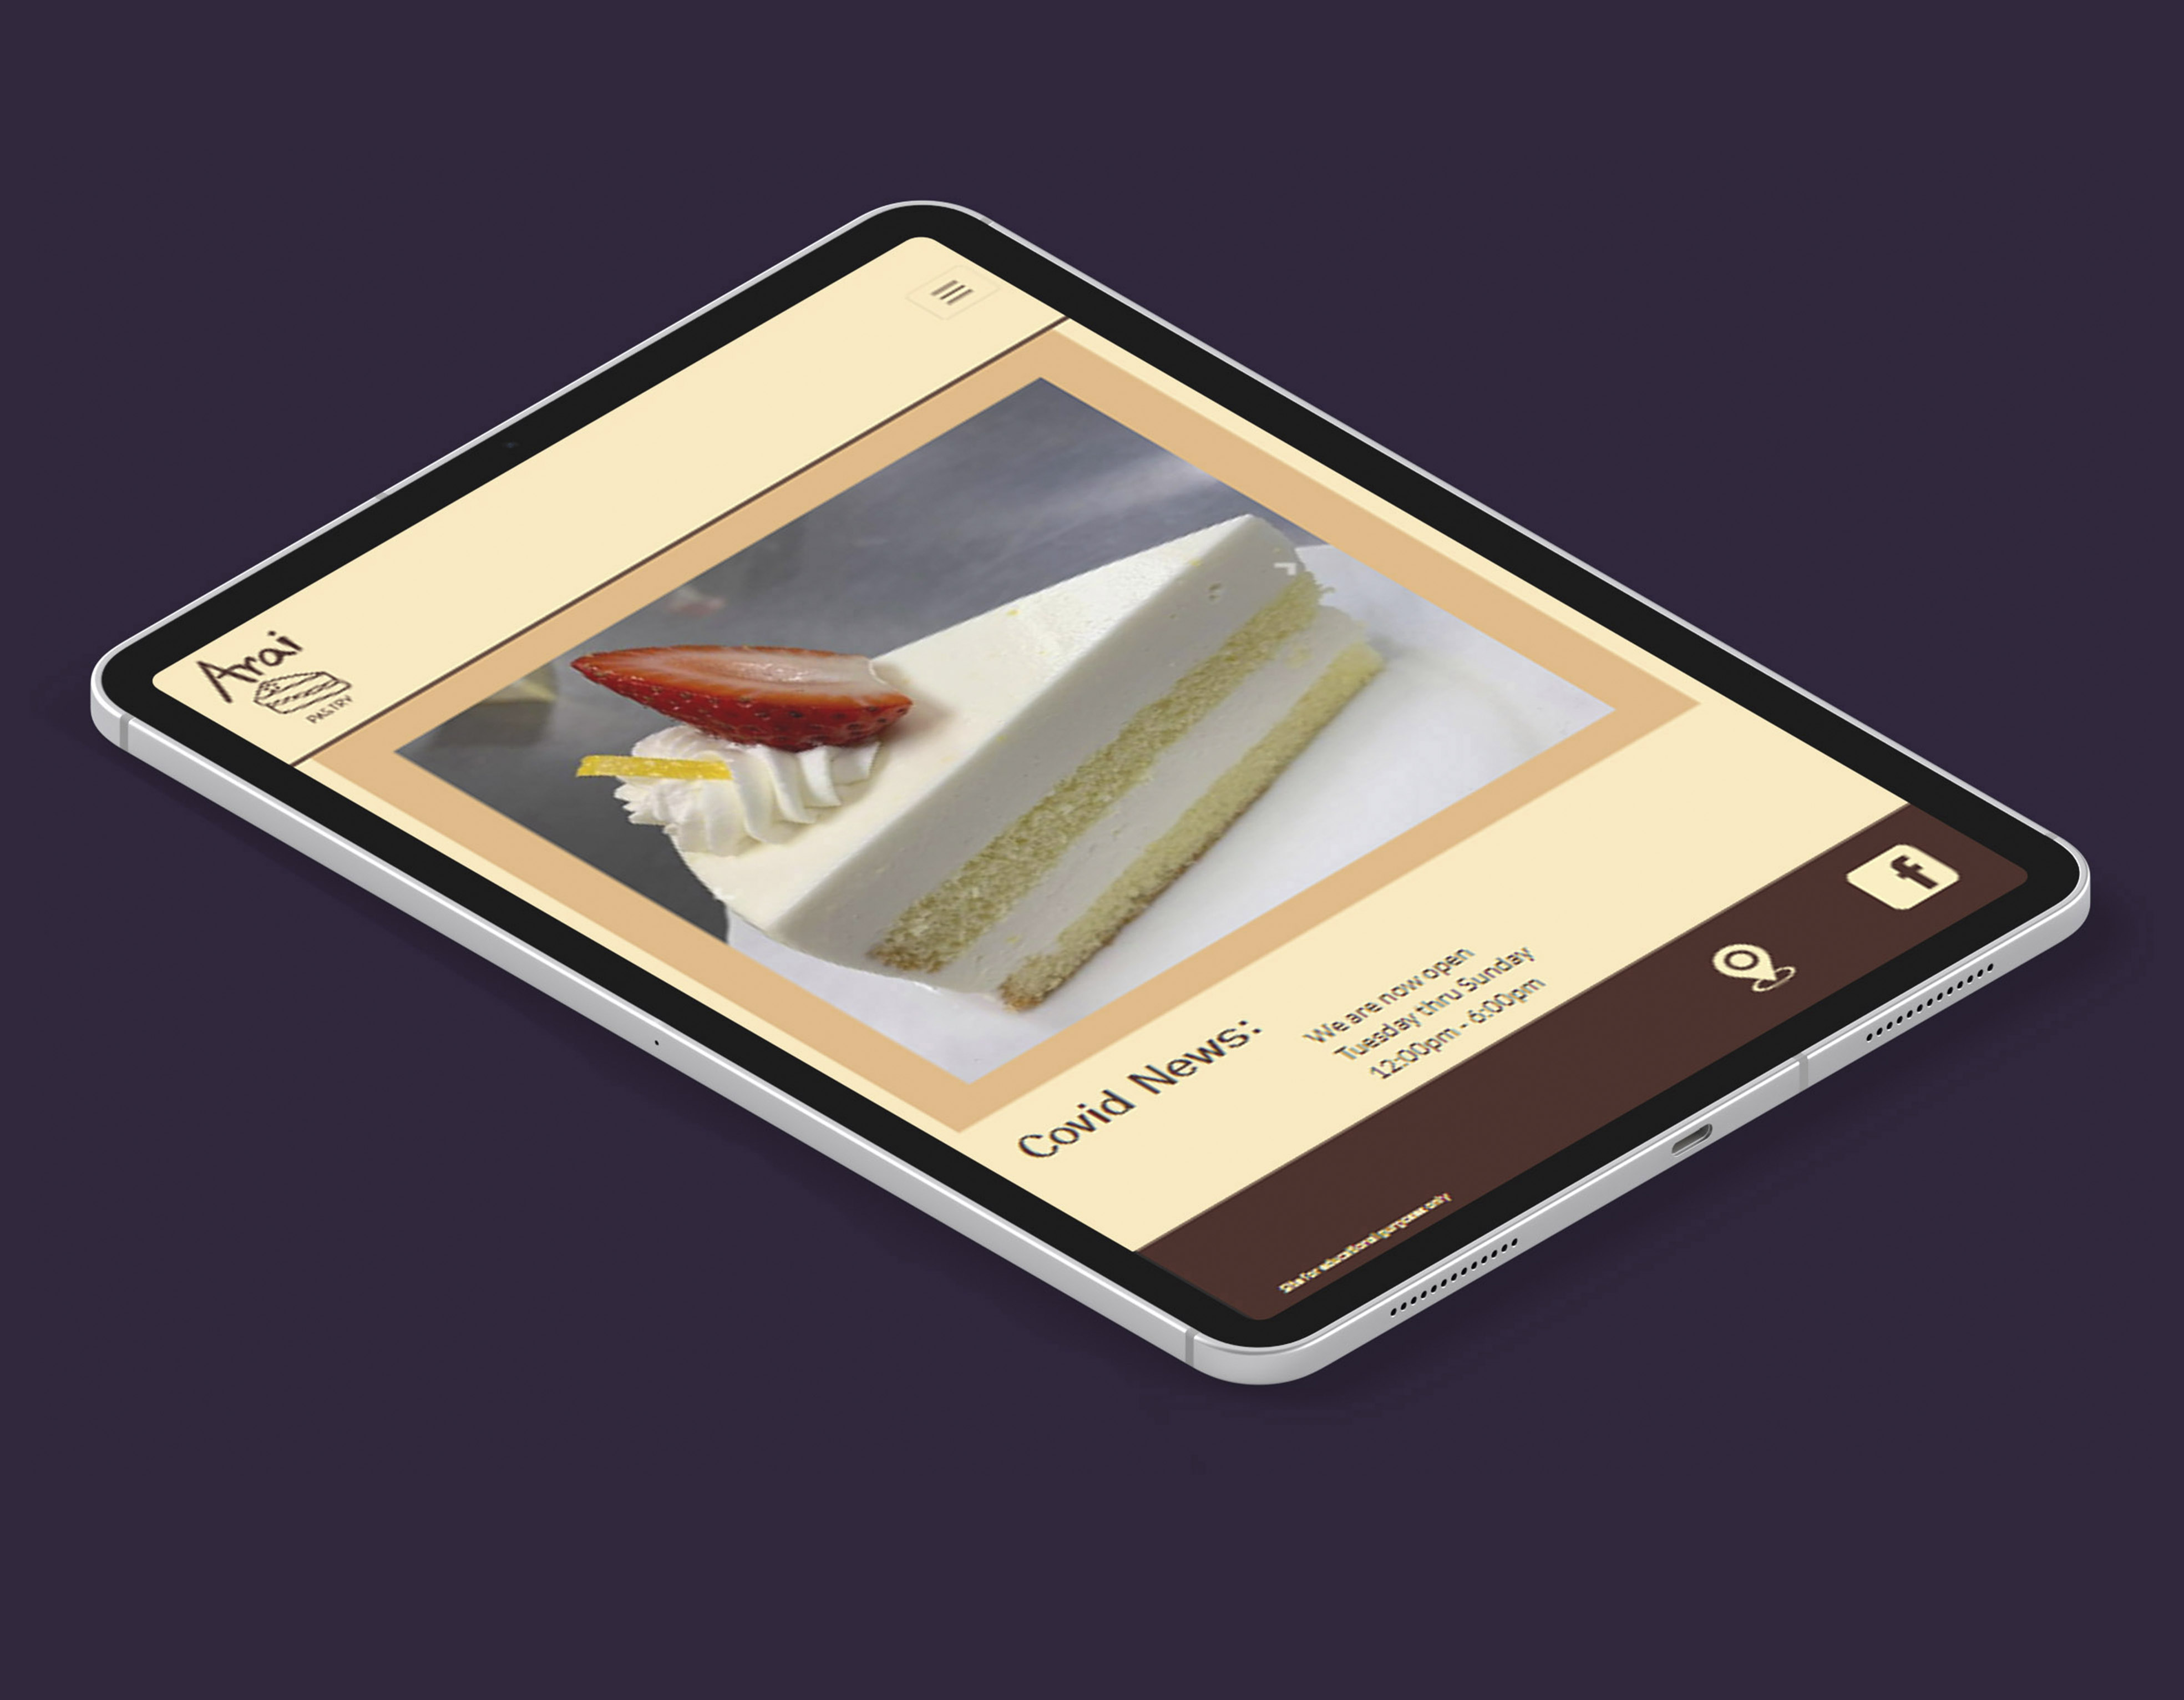 Arai
PASTRY
Covid News:
We are now open
Tuesday thru Sunday
12:00pm - 6:00pm
Site for educational purposes only